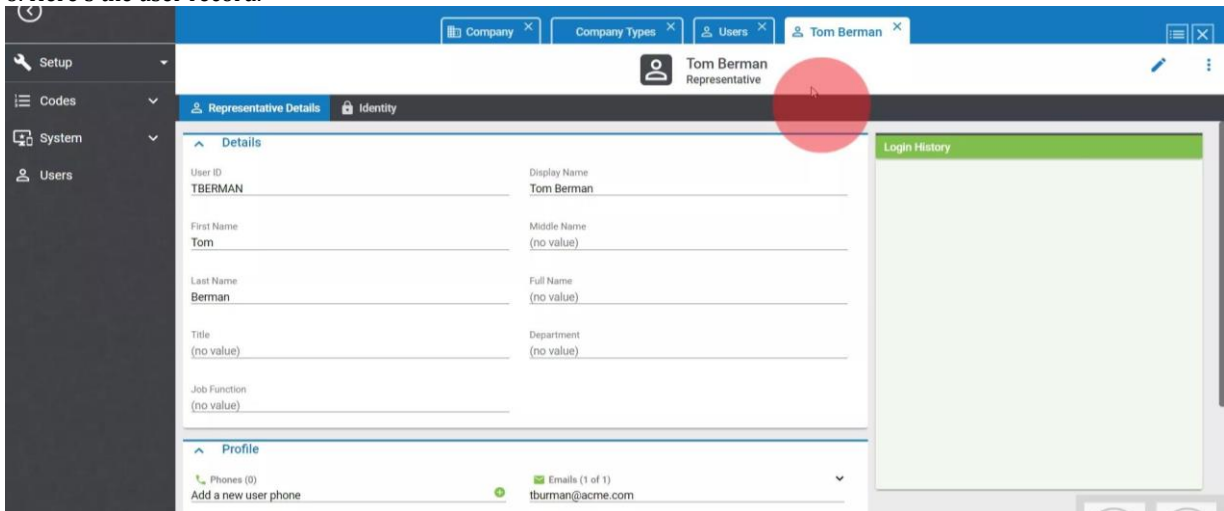 Company
Company Types
Users
Tom Berman
Setup
Tom Berman
Representative
Codes
Representative Details
Identity
System
Details
Login History
Users
User ID
Display Name
TBERMAN
Tom Berman
First Name
Middle Name
Tom
(no value)
Last Name
Full Name
Berman
(no value)
Title
Department
(no value)
(no value)
Job Function
(no value)
Profile
Phones (0)
Emails (1 of 1)
Add a new user phone
tburman@acme.com